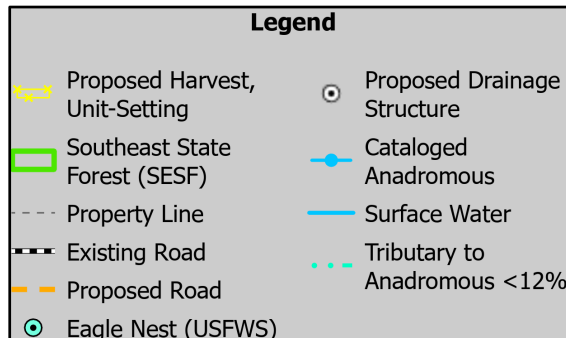 Legend
Proposed Harvest,
Unit-Setting
Southeast State
Forest (SESF)
Property Line
Existing Road
Proposed Road
Eagle Nest (USFWS)
Proposed Drainage
Structure
Cataloged
Anadromous
Surface Water
Tributary to
Anadromous <12%